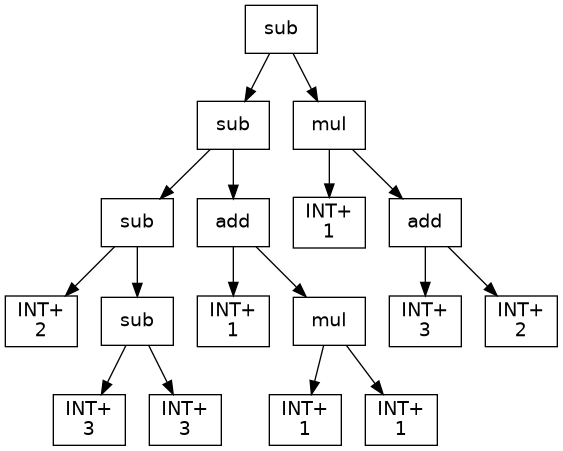 sub
sub
mul
sub
add
INT+
1
add
INT+
2
sub
INT+
1
mul
INT+
3
INT+
2
INT+
3
INT+
3
INT+
1
INT+
1